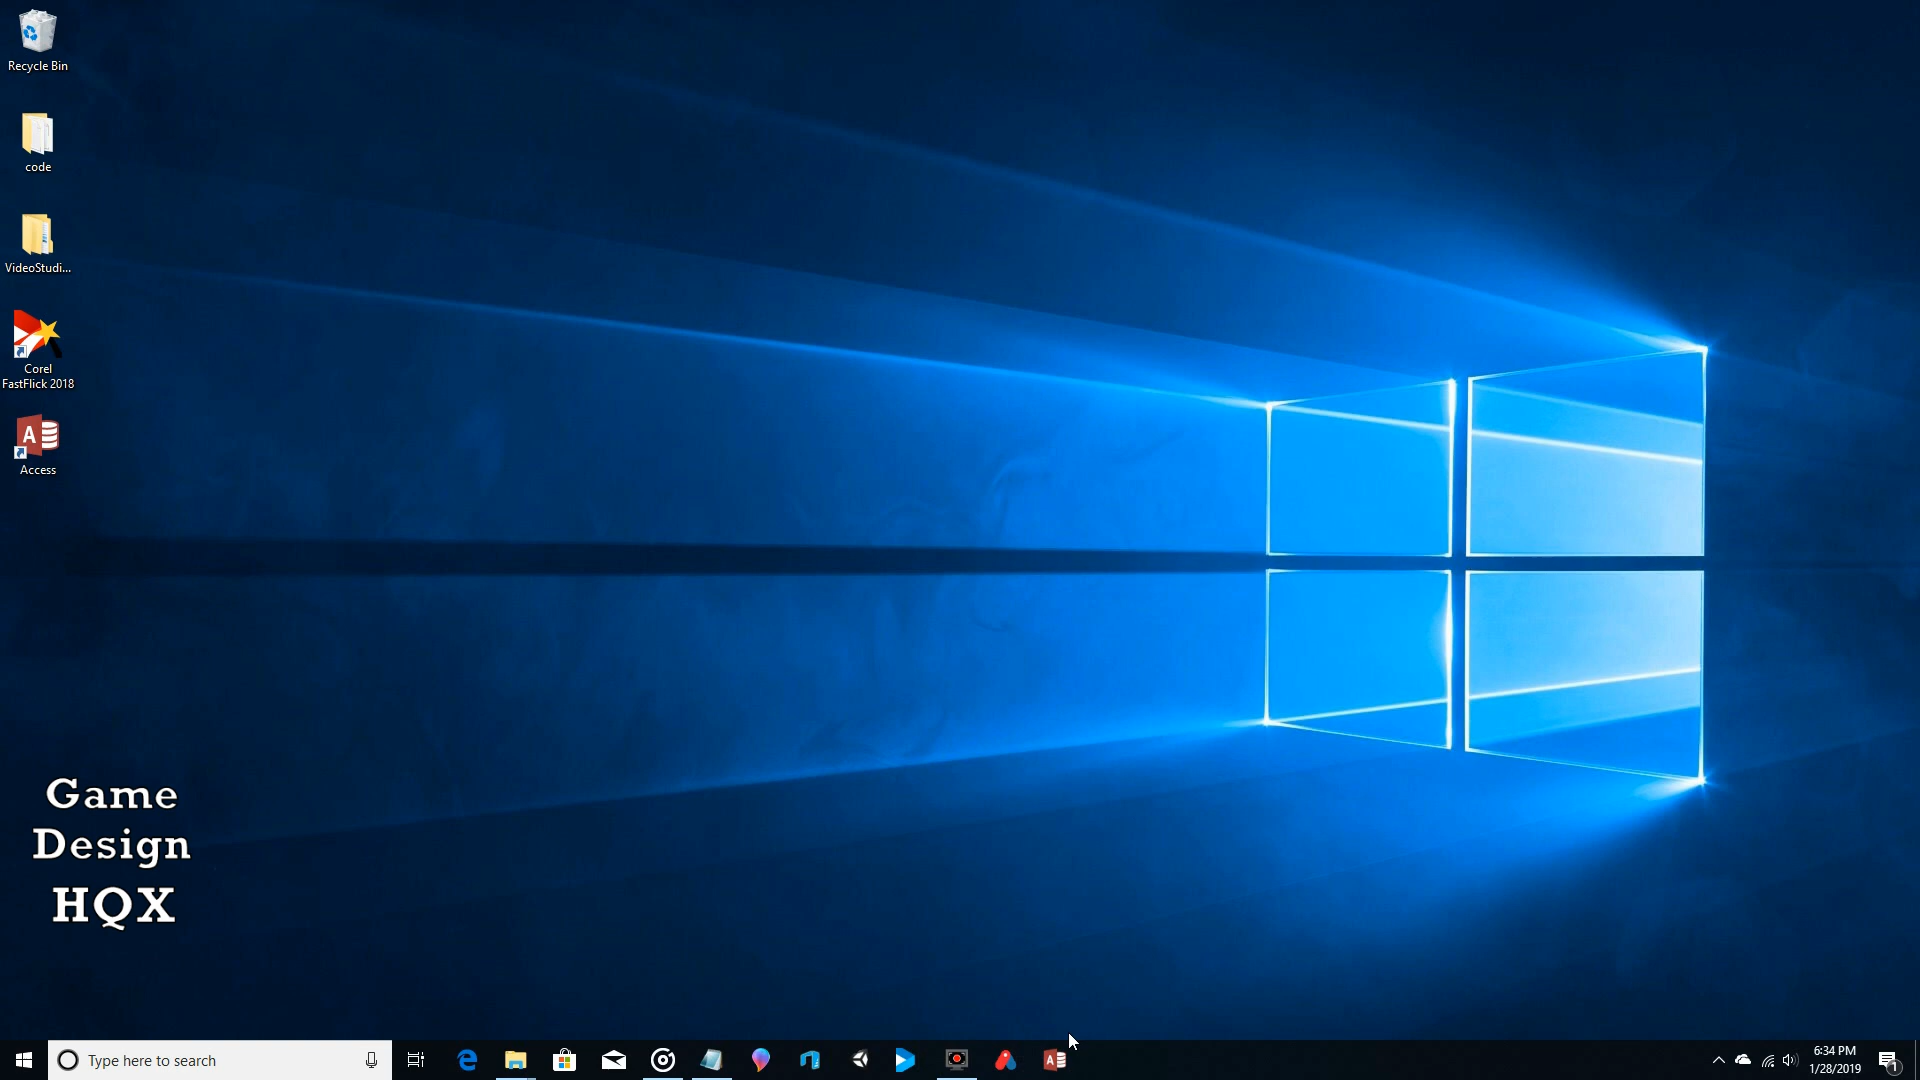 Recycle Bin
code
VideoStudi...
Corel
FastFlick 2018
A
Access
Game
Design
HQX
Type here to search
e
A
6:34 PM
1/28/2019
1